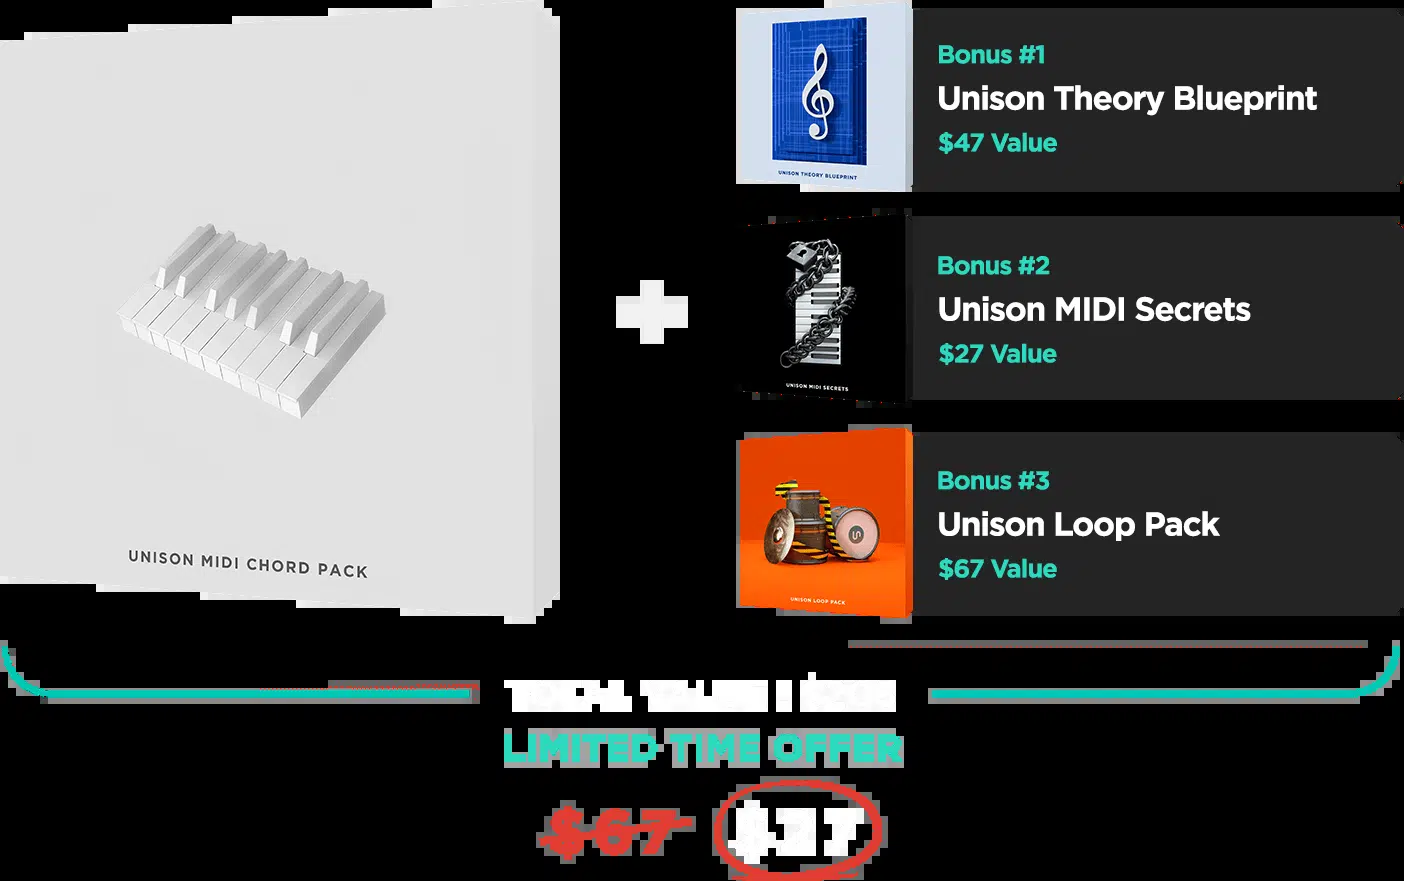 UNISON MIDI CHORD PACK
UNISON THEORY BLUEPRINT
Bonus #1
Unison Theory Blueprint
$47 Value
UNISON MIDI SECRETS
Bonus #2
Unison MIDI Secrets
$27 Value
UNISON LOOP PACK
Bonus #3
Unison Loop Pack
$67 Value
LIMITED TIME OFFER
$67 $27